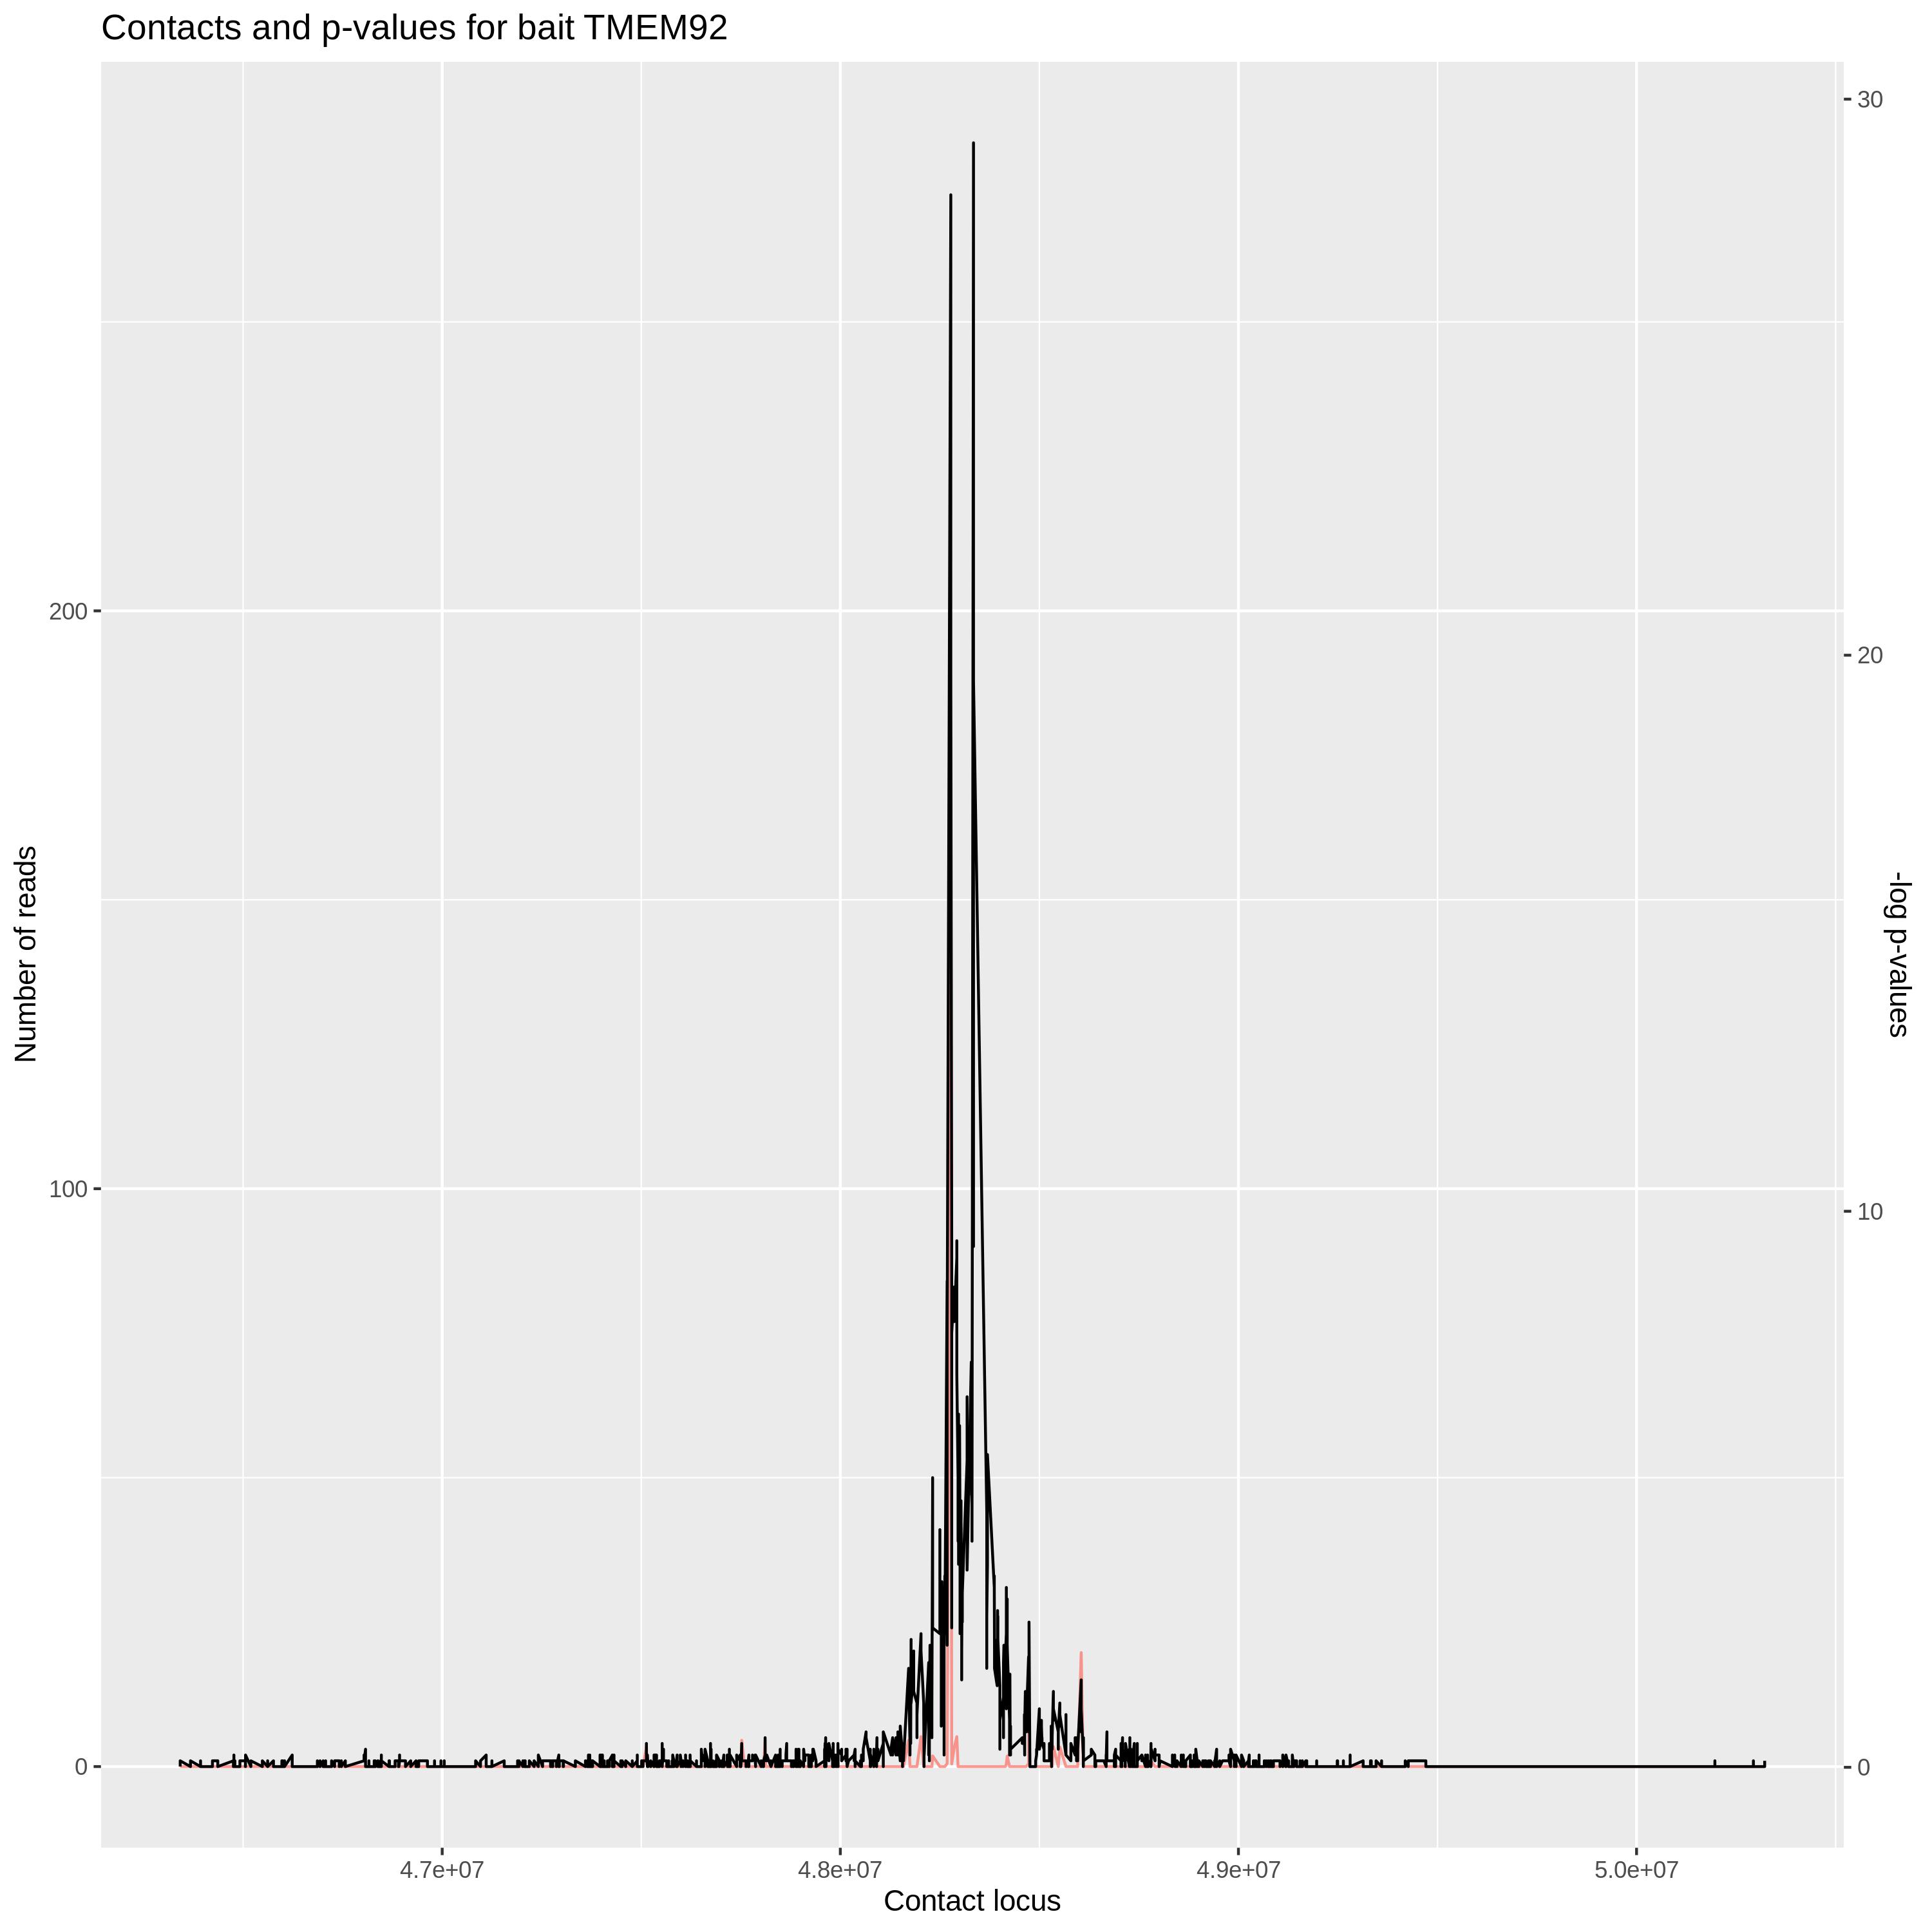 Contacts and p-values for bait TMEM92
Number of reads
200
100
0
30
20
10
0
-log p-values
4.7e+07
4.8e+07
4.9e+07
5.0e+07
Contact locus